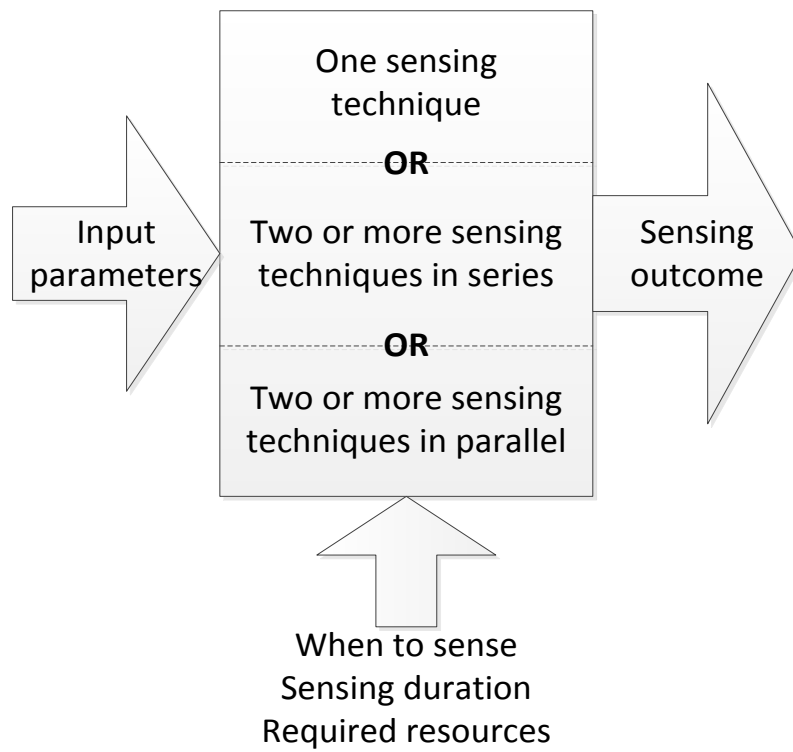 One sensing
technique
OR
Input
parameters
Two or more sensing
techniques in series
Sensing
outcome
OR
Two or more sensing
techniques in parallel
When to sense
Sensing duration
Required resources